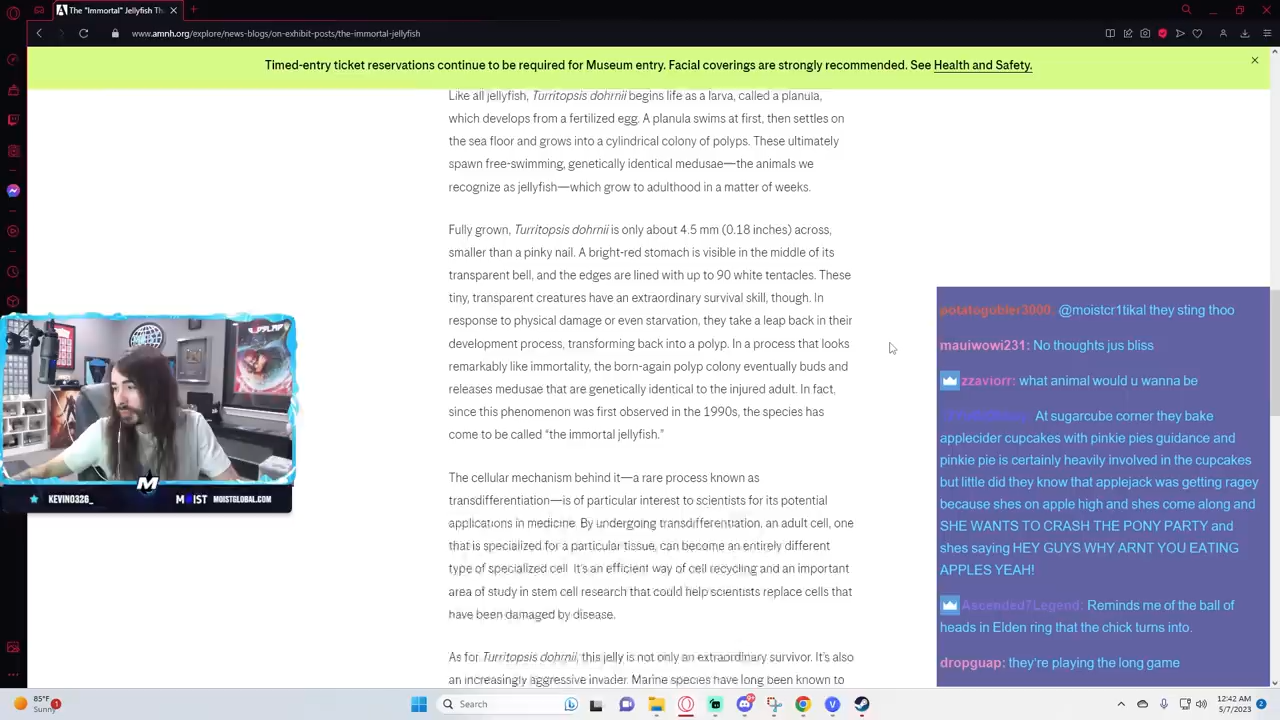 The "Immortal" Jellyfish Th
www.amnh.org/explore/news-blogs/on-exhibit-posts/the-immortal-jellyfish
Timed-entry ticket reservations continue to be required for Museum entry. Facial coverings are strongly recommended. See Health and Safety.
Like all jellyfish, Turritopsis dohrnii begins life as a larva, called a planula,
which develops from a fertilized egg. A planula swims at first, then settles on
the sea floor and grows into a cylindrical colony of polyps. These ultimately
spawn free-swimming, genetically identical medusae—the animals we
recognize as jellyfish—which grow to adulthood in a matter of weeks.
Fully grown, Turritopsis dohrnii is only about 4.5 mm (0.18 inches) across,
smaller than a pinky nail. A bright-red stomach is visible in the middle of its
transparent bell, and the edges are lined with up to 90 white tentacles. These
tiny, transparent creatures have an extraordinary survival skill, though. In
response to physical damage or even starvation, they take a leap back in their
development process, transforming back into a polyp. In a process that looks
remarkably like immortality, the born-again polyp colony eventually buds and
releases medusae that are genetically identical to the injured adult. In fact,
since this phenomenon was first observed in the 1990s, the species has
come to be called “the immortal jellyfish.”
The cellular mechanism behind it—a rare process known as
transdifferentiation—is of particular interest to scientists for its potential
applications in medicine. By undergoing transdifferentiation, an adult cell, one
that is specialized for a particular tissue, can become an entirely different
type of specialized cell. It’s an efficient way of cell recycling and an important
area of study in stem cell research that could help scientists replace cells that
have been damaged by disease.
As for Turritopsis dohrnii, this jelly is not only an extraordinary survivor. It’s also
an increasingly aggressive invader. Marine species have long been known to
potatogobler3000: @moistcr1tikal they sting thoo
mauiwowi231: No thoughts jus bliss
zzaviorr: what animal would u wanna be
At sugarcube corner they bake
applecider cupcakes with pinkie pies guidance and
pinkie pie is certainly heavily involved in the cupcakes
but little did they know that applejack was getting ragey
because shes on apple high and shes come along and
SHE WANTS TO CRASH THE PONY PARTY and
shes saying HEY GUYS WHY ARNT YOU EATING
APPLES YEAH!
Ascended7Legend: Reminds me of the ball of
heads in Elden ring that the chick turns into.
dropguap: they're playing the long game
KEVINO328_
M
MOIST
MOISTGLOBAL.COM
85°F
Sunny
Search
12:42 AM
5/7/2023